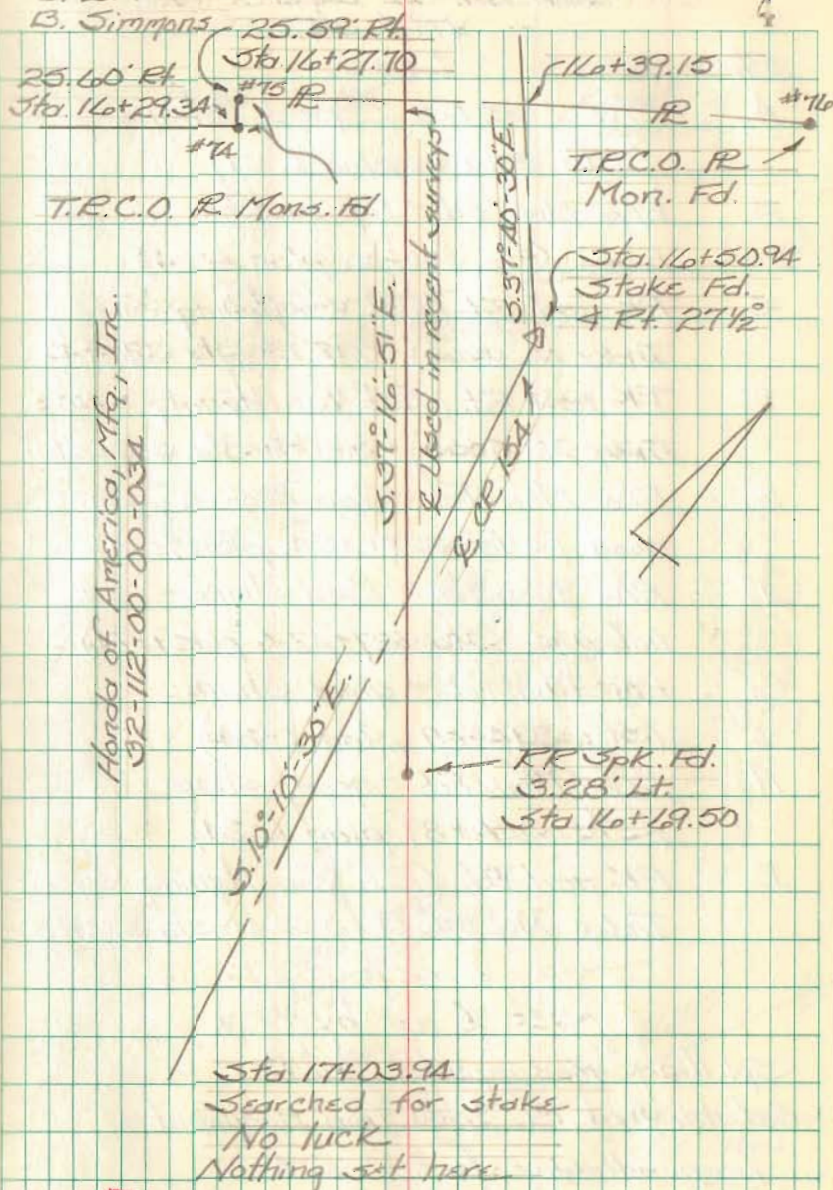 B. Simmons
25.59' Rt.
Sta. 16+27.70
25.60' Rt
Sta. 16+29.34
#75
#74
℄
16+39.15
#76
T.R.C.O. ⅊ Mons. Fd.
T.R.C.O. ⅊
Mon. Fd.
⅊
⅊
S.37°-16'-51"E.
℄ Used in recent surveys
S.37°-40'-30"E.
Sta. 16+50.94
Stake Fd.
∡ Rt. 27½°
℄ CR 154
Honda of America, Mfg., Inc.
32-112-00-00-034
S.10°-10'-30"E.
RR Spk. Fd.
3.28' Lt.
Sta 16+69.50
Sta 17+03.94
Searched for stake
No luck
Nothing set here